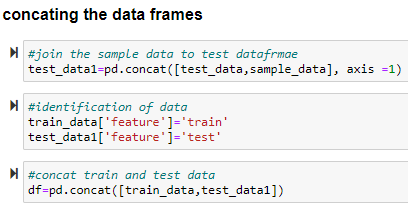 concating the data frames
#join the sample data to test datafrmae
test_data1=pd.concat([test_data,sample_data], axis =1)
#identification of data
train_data['feature']='train'
test_data1['feature']='test'
#concat train and test data
df=pd.concat([train_data,test_data1])